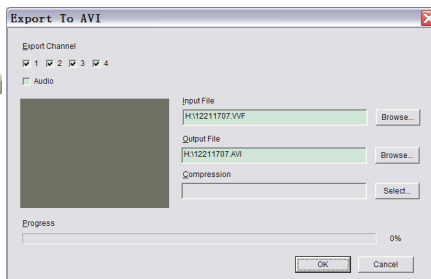 Export To AVI
Export Channel
1 2 3 4
Audio
Input File
H:\12211707.VVF
Browse...
Output File
H:\12211707.AVI
Browse...
Compression
Select...
Progress
0%
OK Cancel